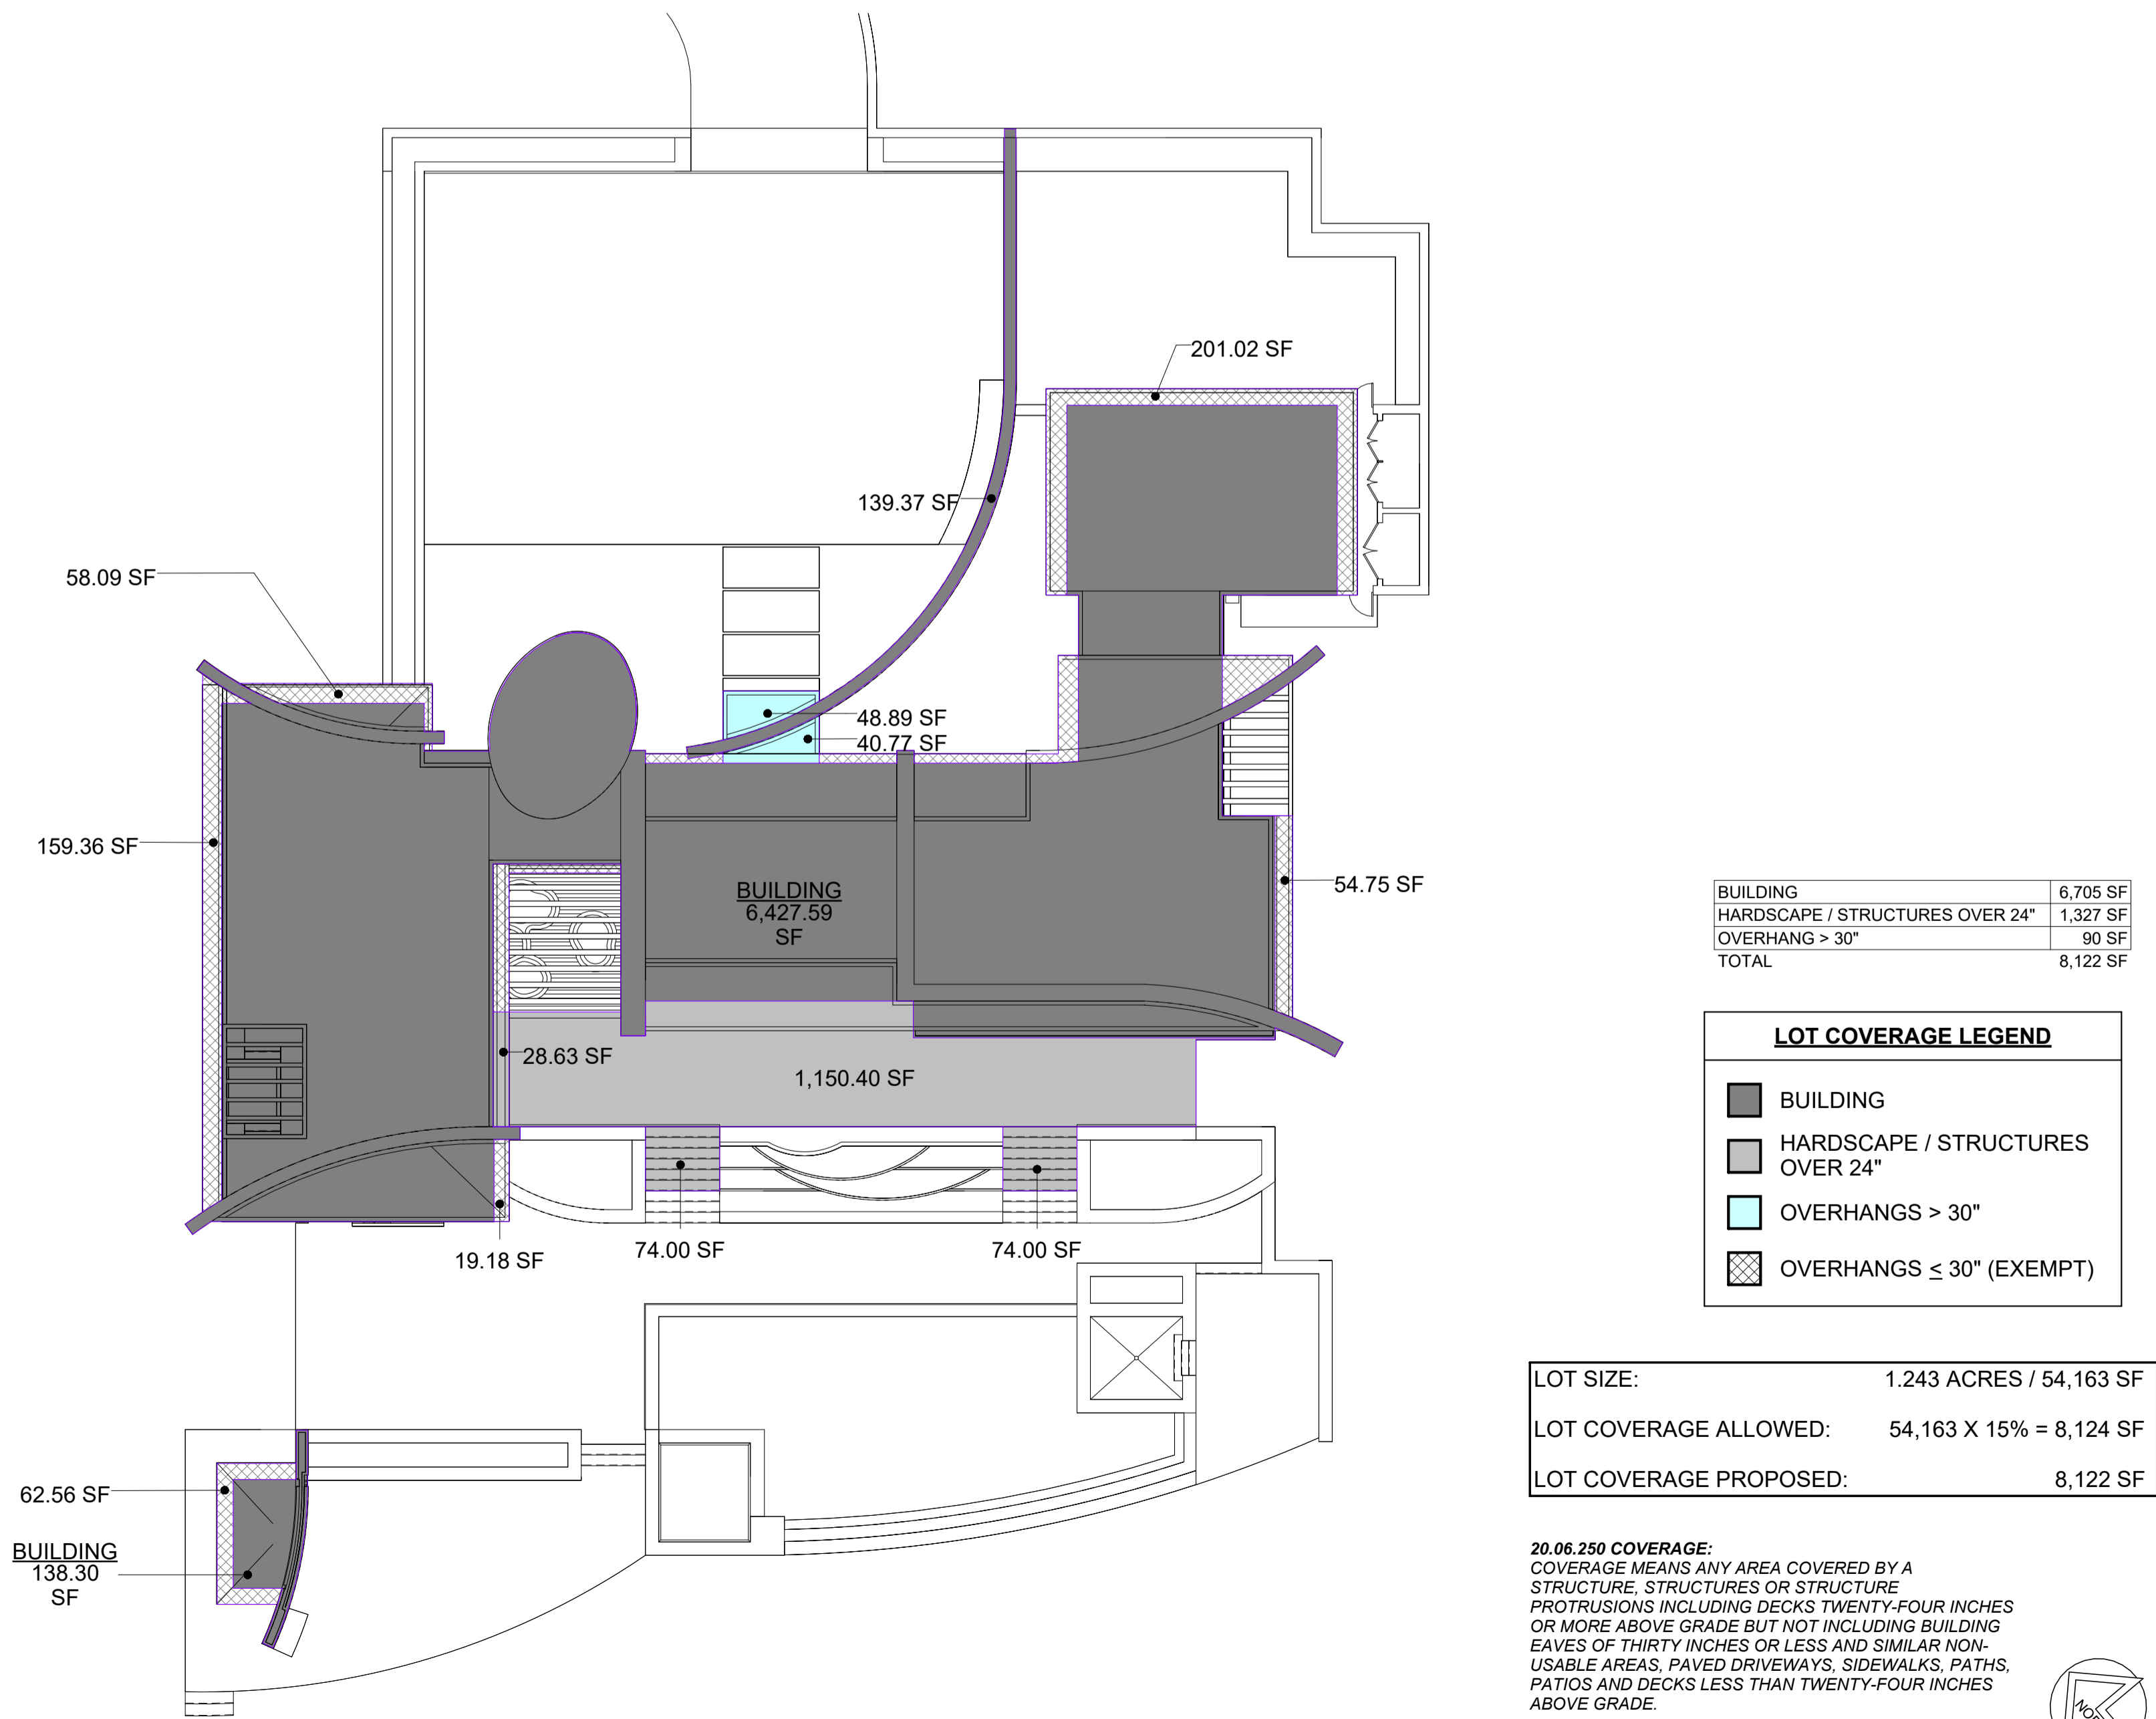 201.02 SF
139.37 SF
58.09 SF
48.89 SF
40.77 SF
159.36 SF
BUILDING
6,427.59
SF
54.75 SF
28.63 SF
1,150.40 SF
19.18 SF
74.00 SF
74.00 SF
62.56 SF
BUILDING
138.30
SF
BUILDING 6,705 SF
HARDSCAPE / STRUCTURES OVER 24" 1,327 SF
OVERHANG > 30" 90 SF
TOTAL 8,122 SF
LOT COVERAGE LEGEND
BUILDING
HARDSCAPE / STRUCTURES
OVER 24"
OVERHANGS > 30"
OVERHANGS ≤ 30" (EXEMPT)
LOT SIZE: 1.243 ACRES / 54,163 SF
LOT COVERAGE ALLOWED: 54,163 X 15% = 8,124 SF
LOT COVERAGE PROPOSED: 8,122 SF
20.06.250 COVERAGE:
COVERAGE MEANS ANY AREA COVERED BY A
STRUCTURE, STRUCTURES OR STRUCTURE
PROTRUSIONS INCLUDING DECKS TWENTY-FOUR INCHES
OR MORE ABOVE GRADE BUT NOT INCLUDING BUILDING
EAVES OF THIRTY INCHES OR LESS AND SIMILAR NON-
USABLE AREAS, PAVED DRIVEWAYS, SIDEWALKS, PATHS,
PATIOS AND DECKS LESS THAN TWENTY-FOUR INCHES
ABOVE GRADE.